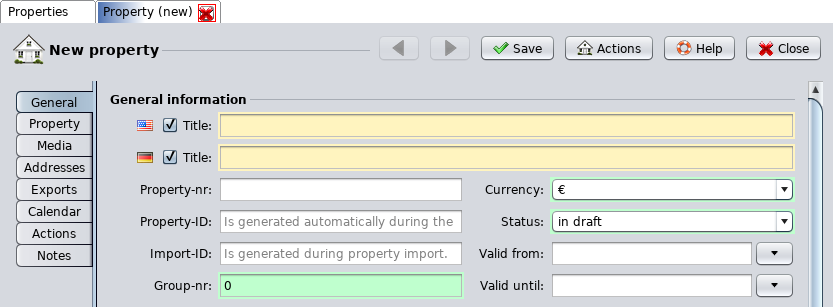 Properties Property (new)
New property Save Actions Help Close
General
Property
Media
Addresses
Exports
Calendar
Actions
Notes
General information
Title:
Title:
Property-nr: Currency: €
Property-ID: Is generated automatically during the Status: in draft
Import-ID: Is generated during property import. Valid from:
Group-nr: 0 Valid until: